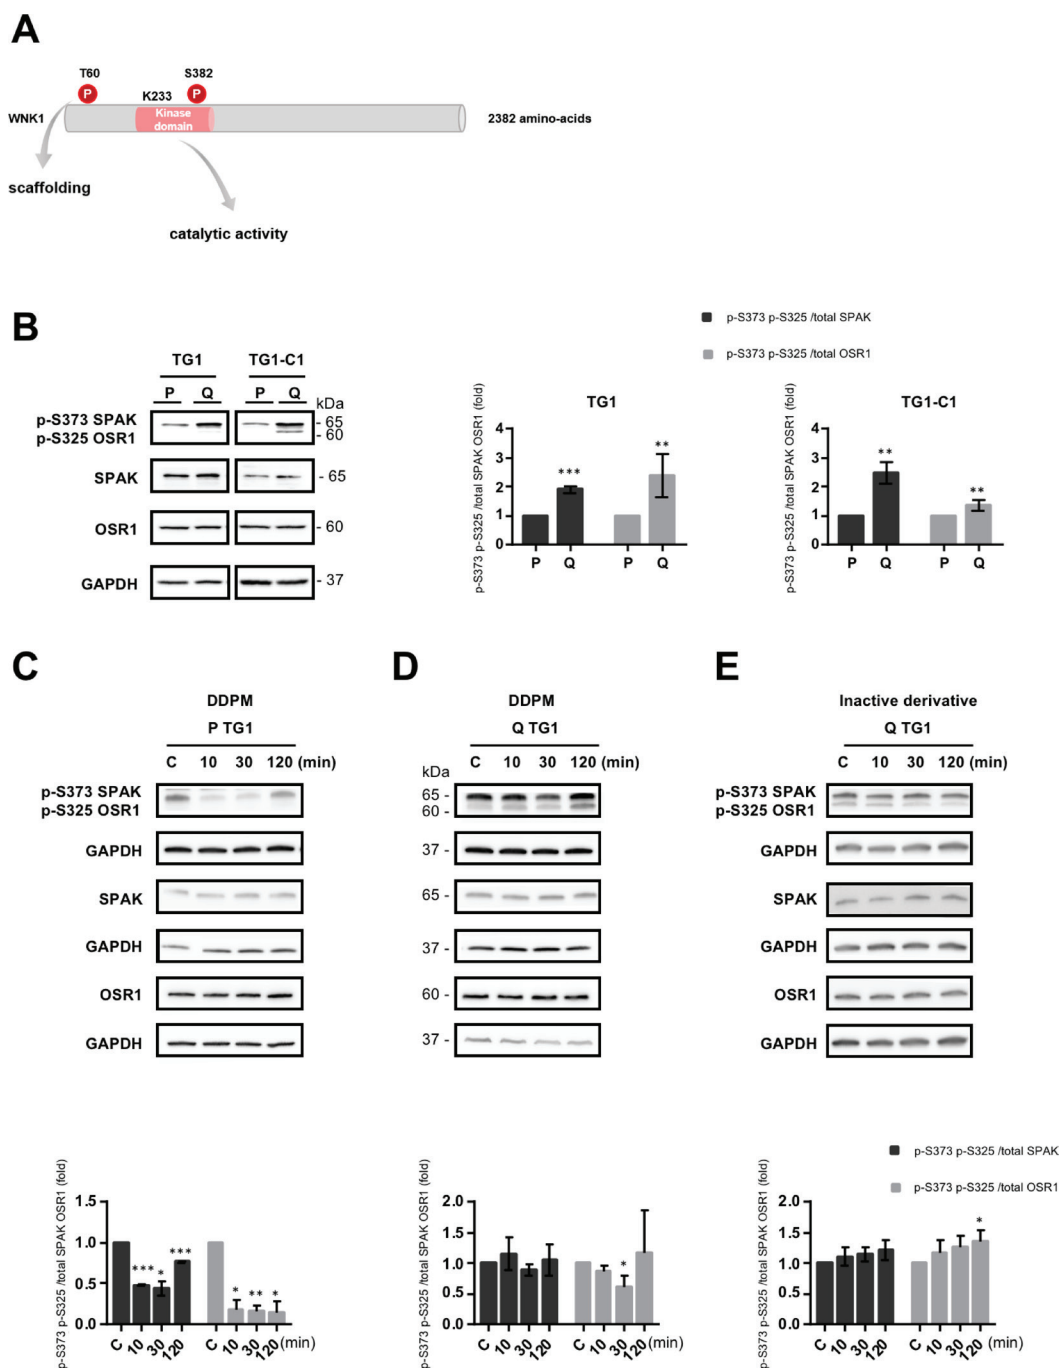 A
T60
S382
P
K233
P
WNK1
Kinase
domain
2382 amino-acids
scaffolding
catalytic activity
B
p-S373 p-S325 /total SPAK
p-S373 p-S325 /total OSR1
TG1
TG1-C1
P
Q
P
Q
kDa
p-S373 SPAK
p-S325 OSR1
- 65
- 60
SPAK
- 65
OSR1
- 60
GAPDH
- 37
TG1
p-S373 p-S325 /total SPAK OSR1 (fold)
4
3
2
1
0
***
**
P
Q
P
Q
TG1-C1
p-S373 p-S325 /total SPAK OSR1 (fold)
4
3
2
1
0
**
**
P
Q
P
Q
C
DDPM
P TG1
C
10
30
120 (min)
p-S373 SPAK
p-S325 OSR1
GAPDH
SPAK
GAPDH
OSR1
GAPDH
p-S373 p-S325 /total SPAK OSR1 (fold)
1.5
1.0
0.5
0.0
***
*
***
*
**
*
C
10
30
120
C
10
30
120 (min)
D
DDPM
Q TG1
kDa
C
10
30
120 (min)
65 -
60 -
37 -
65 -
37 -
60 -
37 -
p-S373 p-S325 /total SPAK OSR1 (fold)
2.0
1.5
1.0
0.5
0.0
*
C
10
30
120
C
10
30
120 (min)
E
Inactive derivative
Q TG1
C
10
30
120 (min)
p-S373 SPAK
p-S325 OSR1
GAPDH
SPAK
GAPDH
OSR1
GAPDH
p-S373 p-S325 /total SPAK
p-S373 p-S325 /total OSR1
p-S373 p-S325 /total SPAK OSR1 (fold)
2.0
1.5
1.0
0.5
0.0
*
C
10
30
120
C
10
30
120 (min)